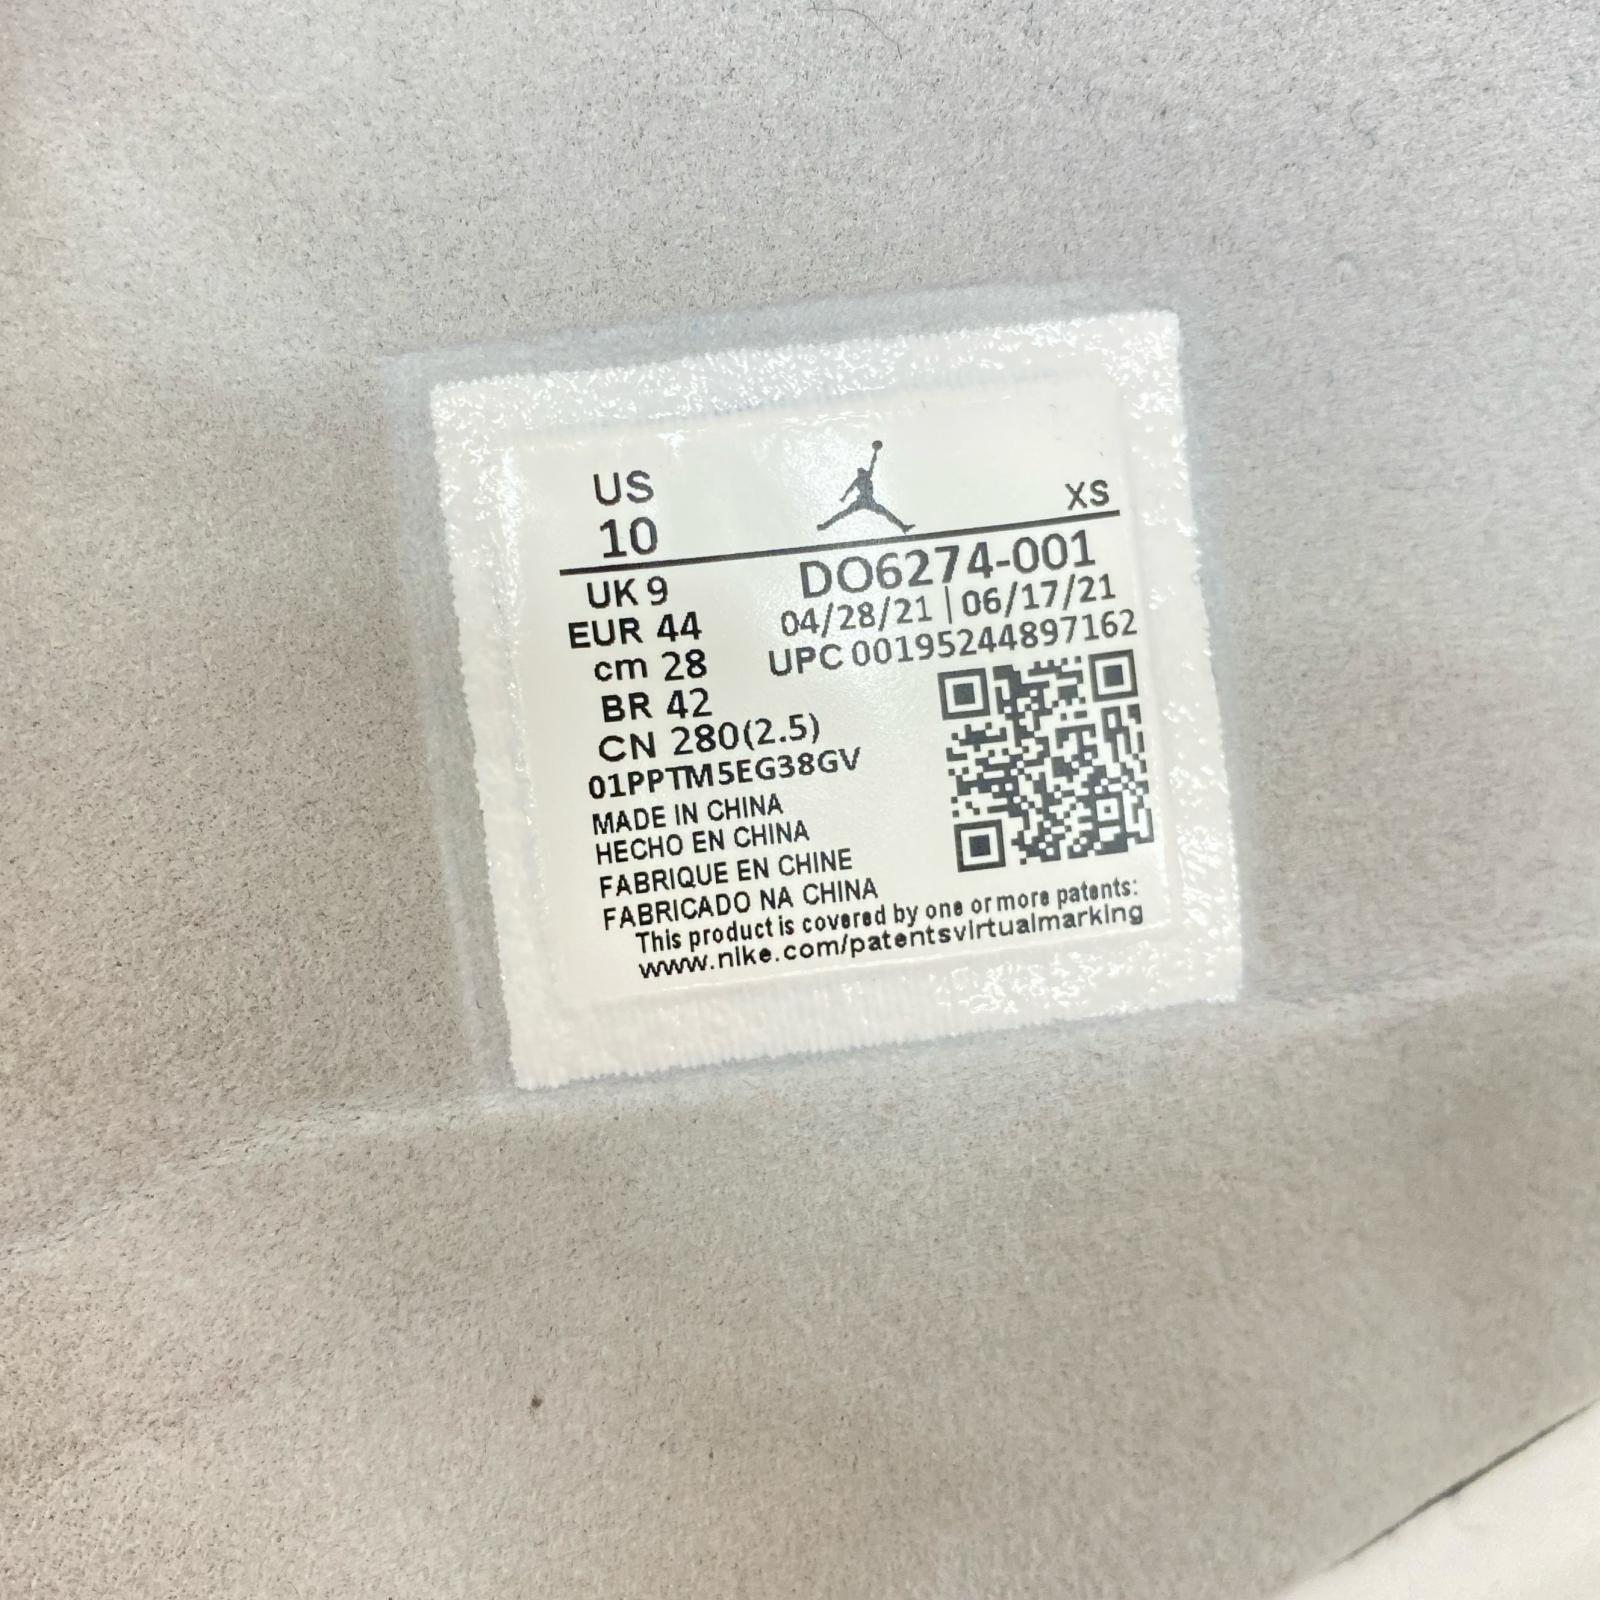 US
10
XS
UK 9
EUR 44
cm 28
BR 42
CN 280(2.5)
DO6274-001
04/28/21 | 06/17/21
UPC 00195244897162
01PPTM5EG38GV
MADE IN CHINA
HECHO EN CHINA
FABRIQUE EN CHINE
FABRICADO NA CHINA
This product is covered by one or more patents:
www.nike.com/patentsvirtualmarking